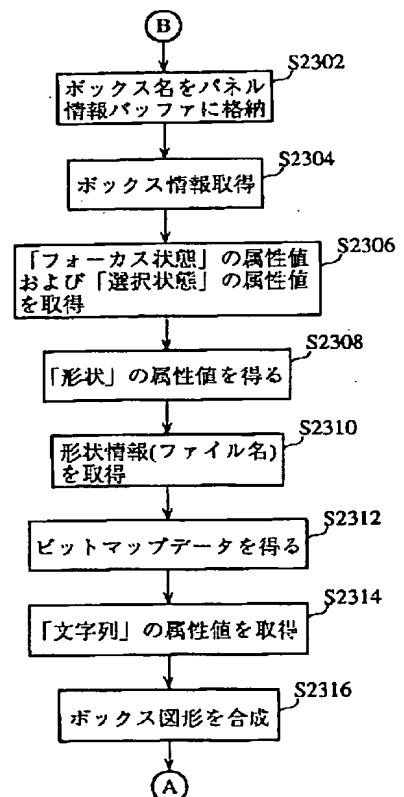 B
S2302
ボックス名をパネル
情報バッファに格納
S2304
ボックス情報取得
S2306
「フォーカス状態」の属性値
および「選択状態」の属性値
を取得
S2308
「形状」の属性値を得る
S2310
形状情報(ファイル名)
を取得
S2312
ビットマップデータを得る
S2314
「文字列」の属性値を取得
S2316
ボックス図形を合成
A